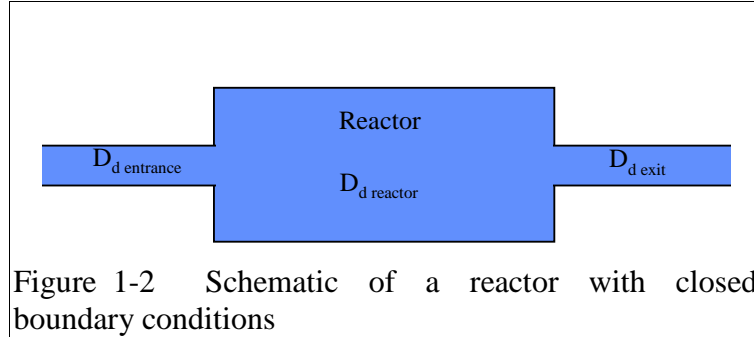 Reactor
D_d entrance
D_d reactor
D_d exit
Figure 1-2 Schematic of a reactor with closed
boundary conditions